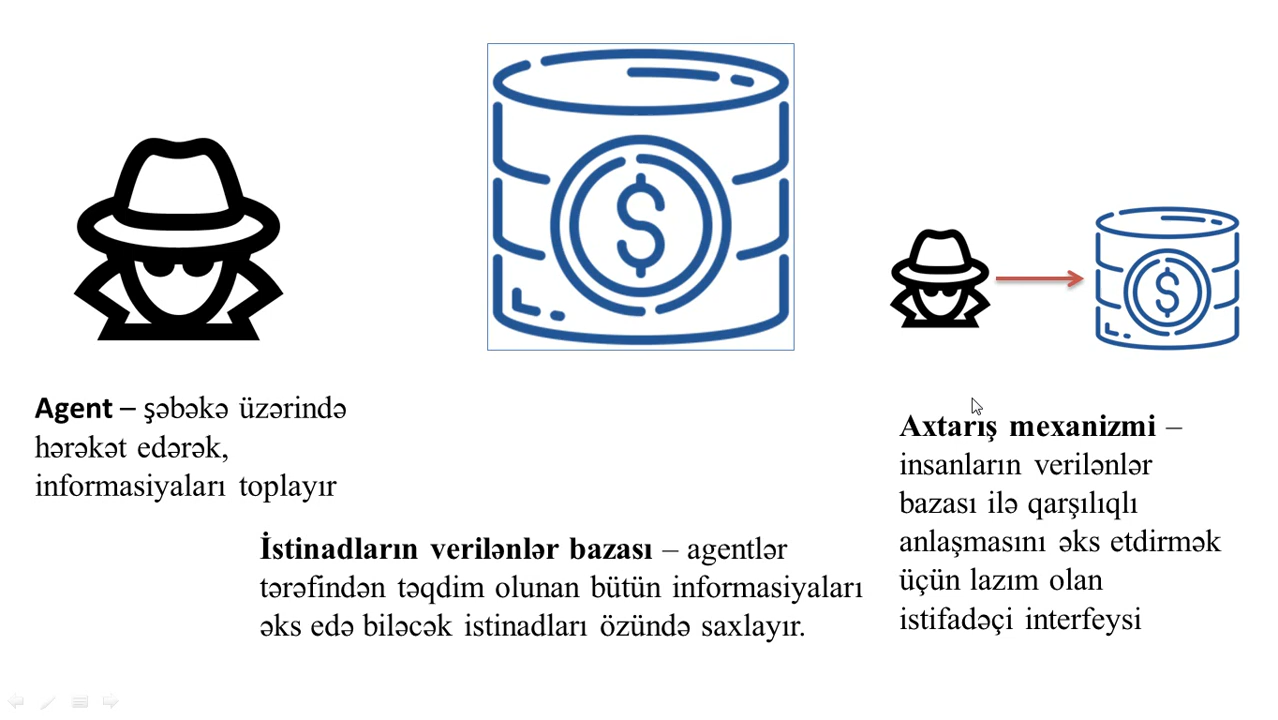 Agent – şəbəkə üzərində
hərəkət edərək,
informasiyaları toplayır
İstinadların verilənlər bazası – agentlər
tərəfindən təqdim olunan bütün informasiyaları
əks edə biləcək istinadları özündə saxlayır.
Axtarış mexanizmi –
insanların verilənlər
bazası ilə qarşılıqlı
anlaşmasını əks etdirmək
üçün lazım olan
istifadəçi interfeysi